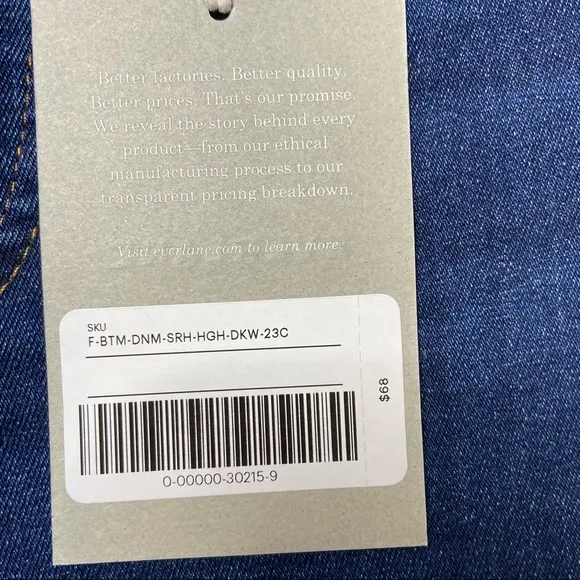 Better factories. Better quality.
Better prices. That's our promise.
We reveal the story behind every
product—from our ethical
manufacturing process to our
transparent pricing breakdown.
Visit everlane.com to learn more.
SKU
F-BTM-DNM-SRH-HGH-DKW-23C
$68
0-00000-30215-9